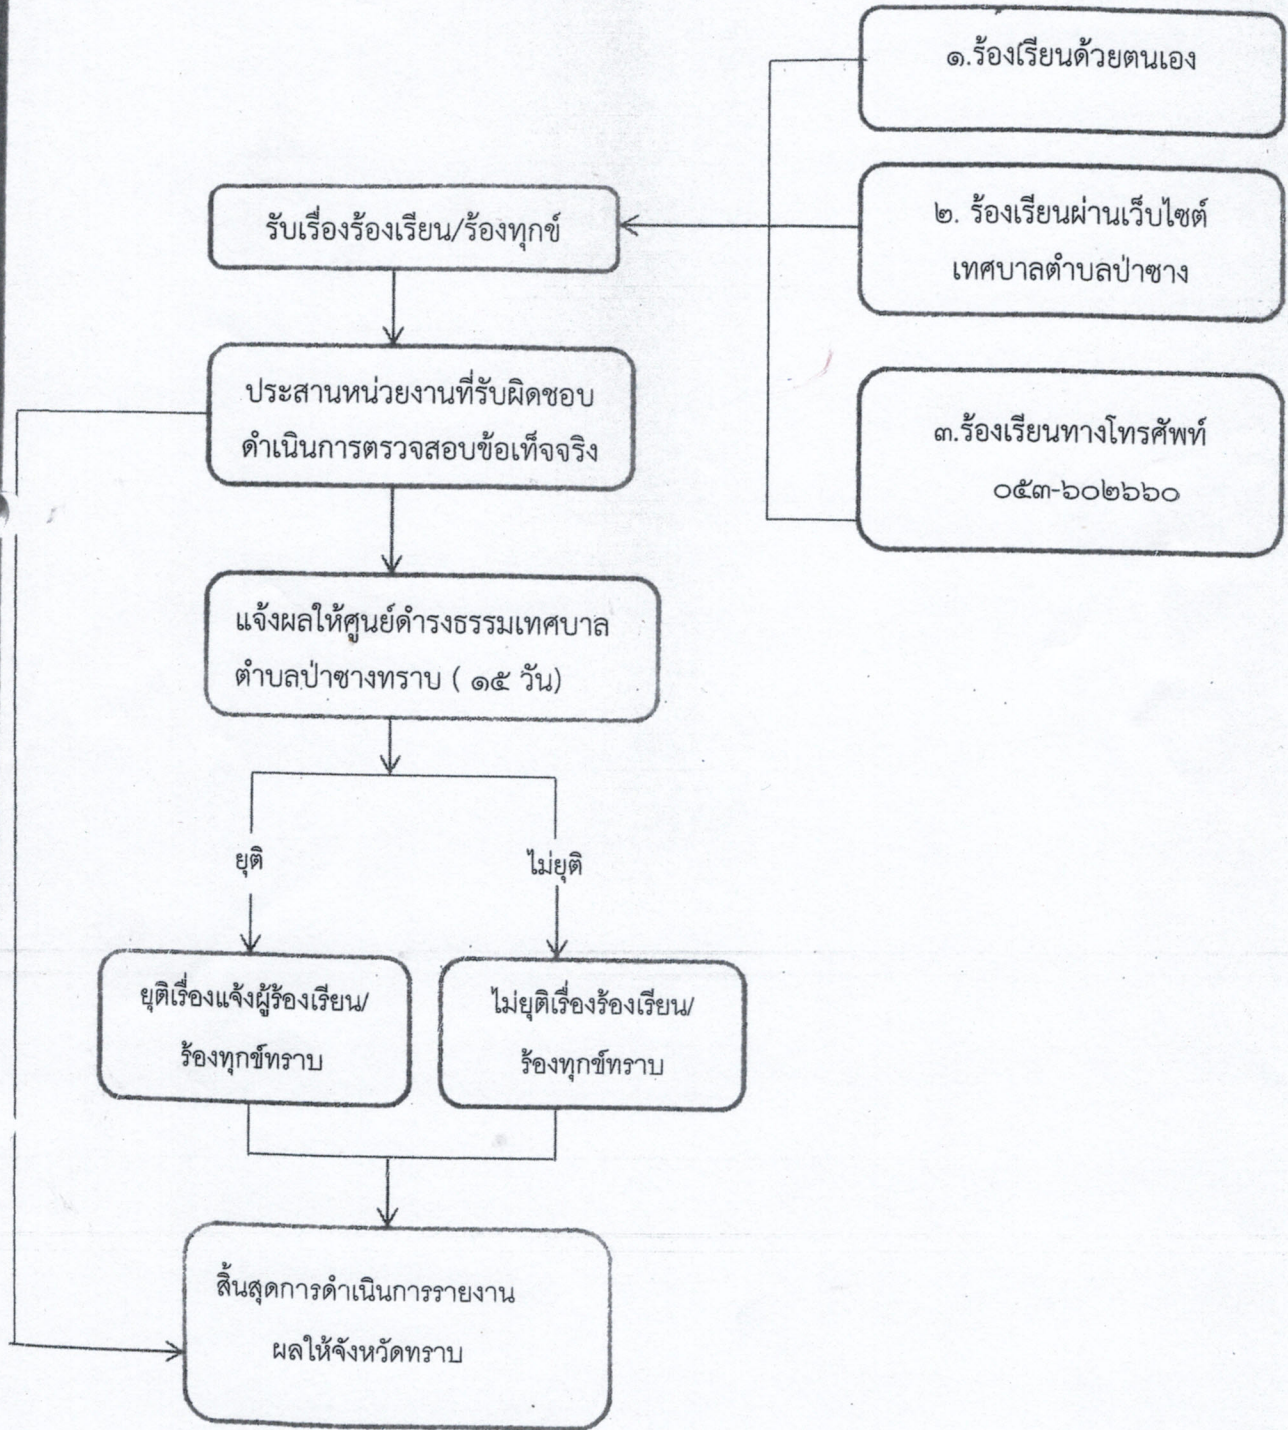 ๑.ร้องเรียนด้วยตนเอง
๒. ร้องเรียนผ่านเว็บไซต์
เทศบาลตำบลป่าซาง
๓.ร้องเรียนทางโทรศัพท์
๐๕๓-๖๐๒๖๖๐
รับเรื่องร้องเรียน/ร้องทุกข์
ประสานหน่วยงานที่รับผิดชอบ
ดำเนินการตรวจสอบข้อเท็จจริง
แจ้งผลให้ศูนย์ดำรงธรรมเทศบาล
ตำบลป่าซางทราบ ( ๑๕ วัน)
ยุติ
ไม่ยุติ
ยุติเรื่องแจ้งผู้ร้องเรียน/
ร้องทุกข์ทราบ
ไม่ยุติเรื่องร้องเรียน/
ร้องทุกข์ทราบ
สิ้นสุดการดำเนินการรายงาน
ผลให้จังหวัดทราบ